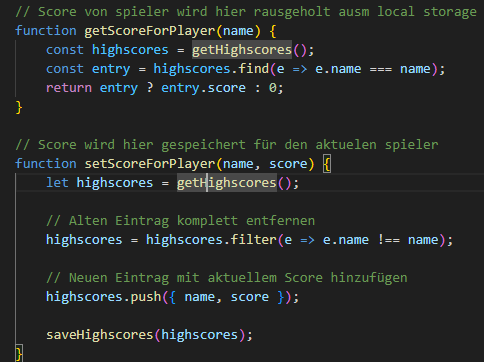 // Score von spieler wird hier rausgeholt ausm local storage
function getScoreForPlayer(name) {
const highscores = getHighscores();
const entry = highscores.find(e => e.name === name);
return entry ? entry.score : 0;
}
// Score wird hier gespeichert für den aktuelen spieler
function setScoreForPlayer(name, score) {
let highscores = getHighscores();
// Alten Eintrag komplett entfernen
highscores = highscores.filter(e => e.name !== name);
// Neuen Eintrag mit aktuellem Score hinzufügen
highscores.push({ name, score });
saveHighscores(highscores);
}